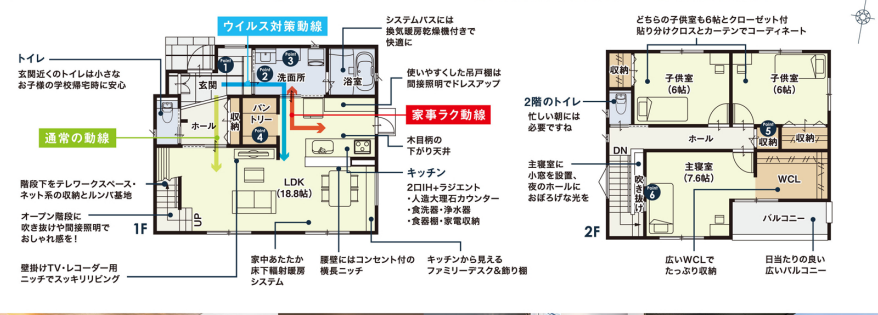 ウイルス対策動線
システムバスには
換気暖房乾燥機付きで
快適に
トイレ
玄関近くのトイレは小さな
お子様の学校帰宅時に安心
Point
1
玄関
Point
2
Point
3
洗面所
浴室
使いやすくした吊戸棚は
間接照明でドレスアップ
通常の動線
ホール
収納
パン
トリー
Point
4
家事ラク動線
木目柄の
下がり天井
キッチン
2口IH+ラジエント
・人造大理石カウンター
・食洗器・浄水器
・食器棚・家電収納
LDK
(18.8帖)
階段下をテレワークスペース・
ネット系の収納とルンバ基地
オープン階段に
吹き抜けや間接照明で
おしゃれ感を！
UP
1F
壁掛けTV・レコーダー用
ニッチでスッキリリビング
家中あたたか
床下輻射暖房
システム
腰壁にはコンセント付の
横長ニッチ
キッチンから見える
ファミリーデスク&飾り棚
どちらの子供室も6帖とクローゼット付
貼り分けクロスとカーテンでコーディネート
収納
子供室
(6帖)
子供室
(6帖)
2階のトイレ
忙しい朝には
必要ですね
ホール
Point
5
収納
収納
DN
吹き抜け
主寝室に
小窓を設置、
夜のホールに
おぼろげな光を
Point
6
主寝室
(7.6帖)
WCL
バルコニー
2F
広いWCLで
たっぷり収納
日当たりの良い
広いバルコニー